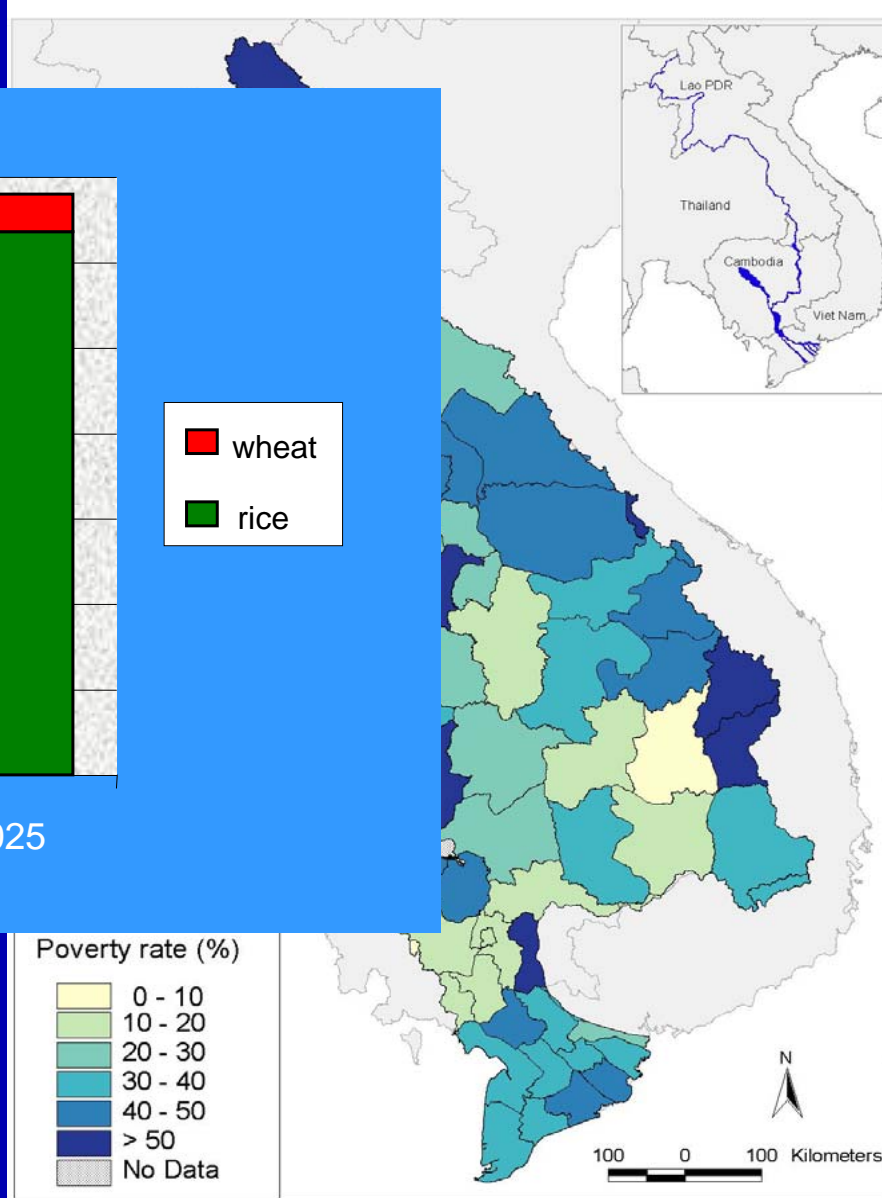 Lao PDR
Thailand
Cambodia
Viet Nam
wheat
rice
025
Poverty rate (%)
0 - 10
10 - 20
20 - 30
30 - 40
40 - 50
> 50
No Data
N
100 0 100 Kilometers